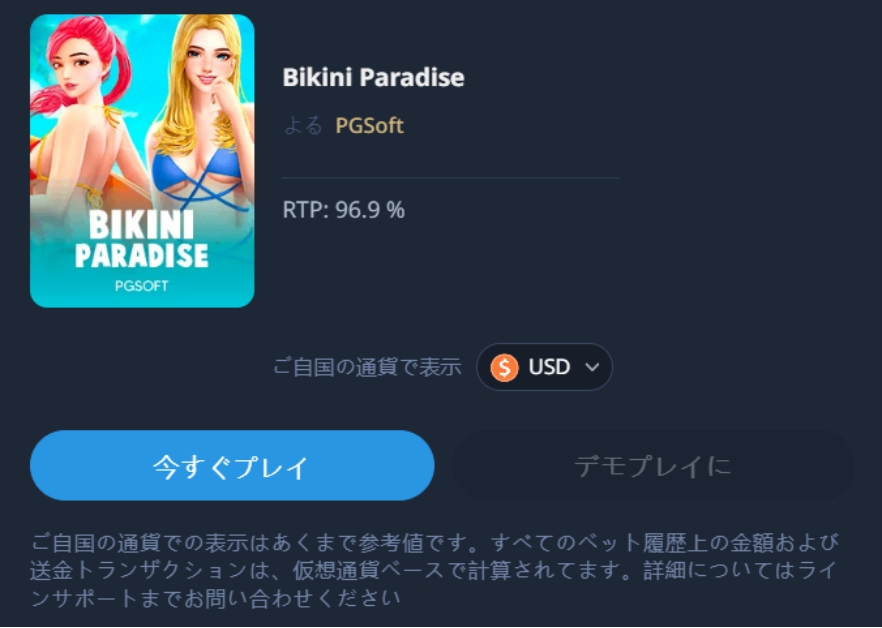 BIKINI
PARADISE
PGSOFT
Bikini Paradise
よる PGSoft
RTP: 96.9 %
ご自国の通貨で表示 $ USD
今すぐプレイ
デモプレイに
ご自国の通貨での表示はあくまで参考値です。すべてのベット履歴上の金額および
送金トランザクションは、仮想通貨ベースで計算されてます。詳細についてはライ
ンサポートまでお問い合わせください